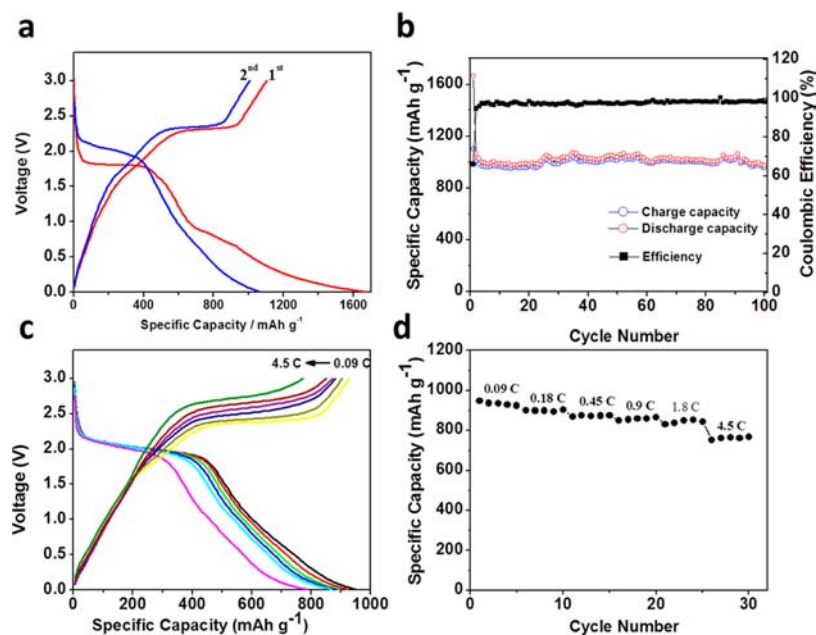 a
2nd 1st
3.0
2.5
2.0
1.5
1.0
0.5
0.0
Voltage (V)
0 400 800 1200 1600
Specific Capacity / mAh g-1
b
1600
1200
800
400
0
Specific Capacity (mAh g-1)
120
100
80
60
40
20
0
Coulombic Efficiency (%)
Charge capacity
Discharge capacity
Efficiency
0 20 40 60 80 100
Cycle Number
c
4.5 C 0.09 C
3.0
2.5
2.0
1.5
1.0
0.5
0.0
Voltage (V)
0 200 400 600 800 1000
Specific Capacity (mAh g-1)
d
1200
1000
800
600
400
200
0
Specific Capacity (mAh g-1)
0.09 C
0.18 C
0.45 C
0.9 C
1.8 C
4.5 C
0 10 20 30
Cycle Number